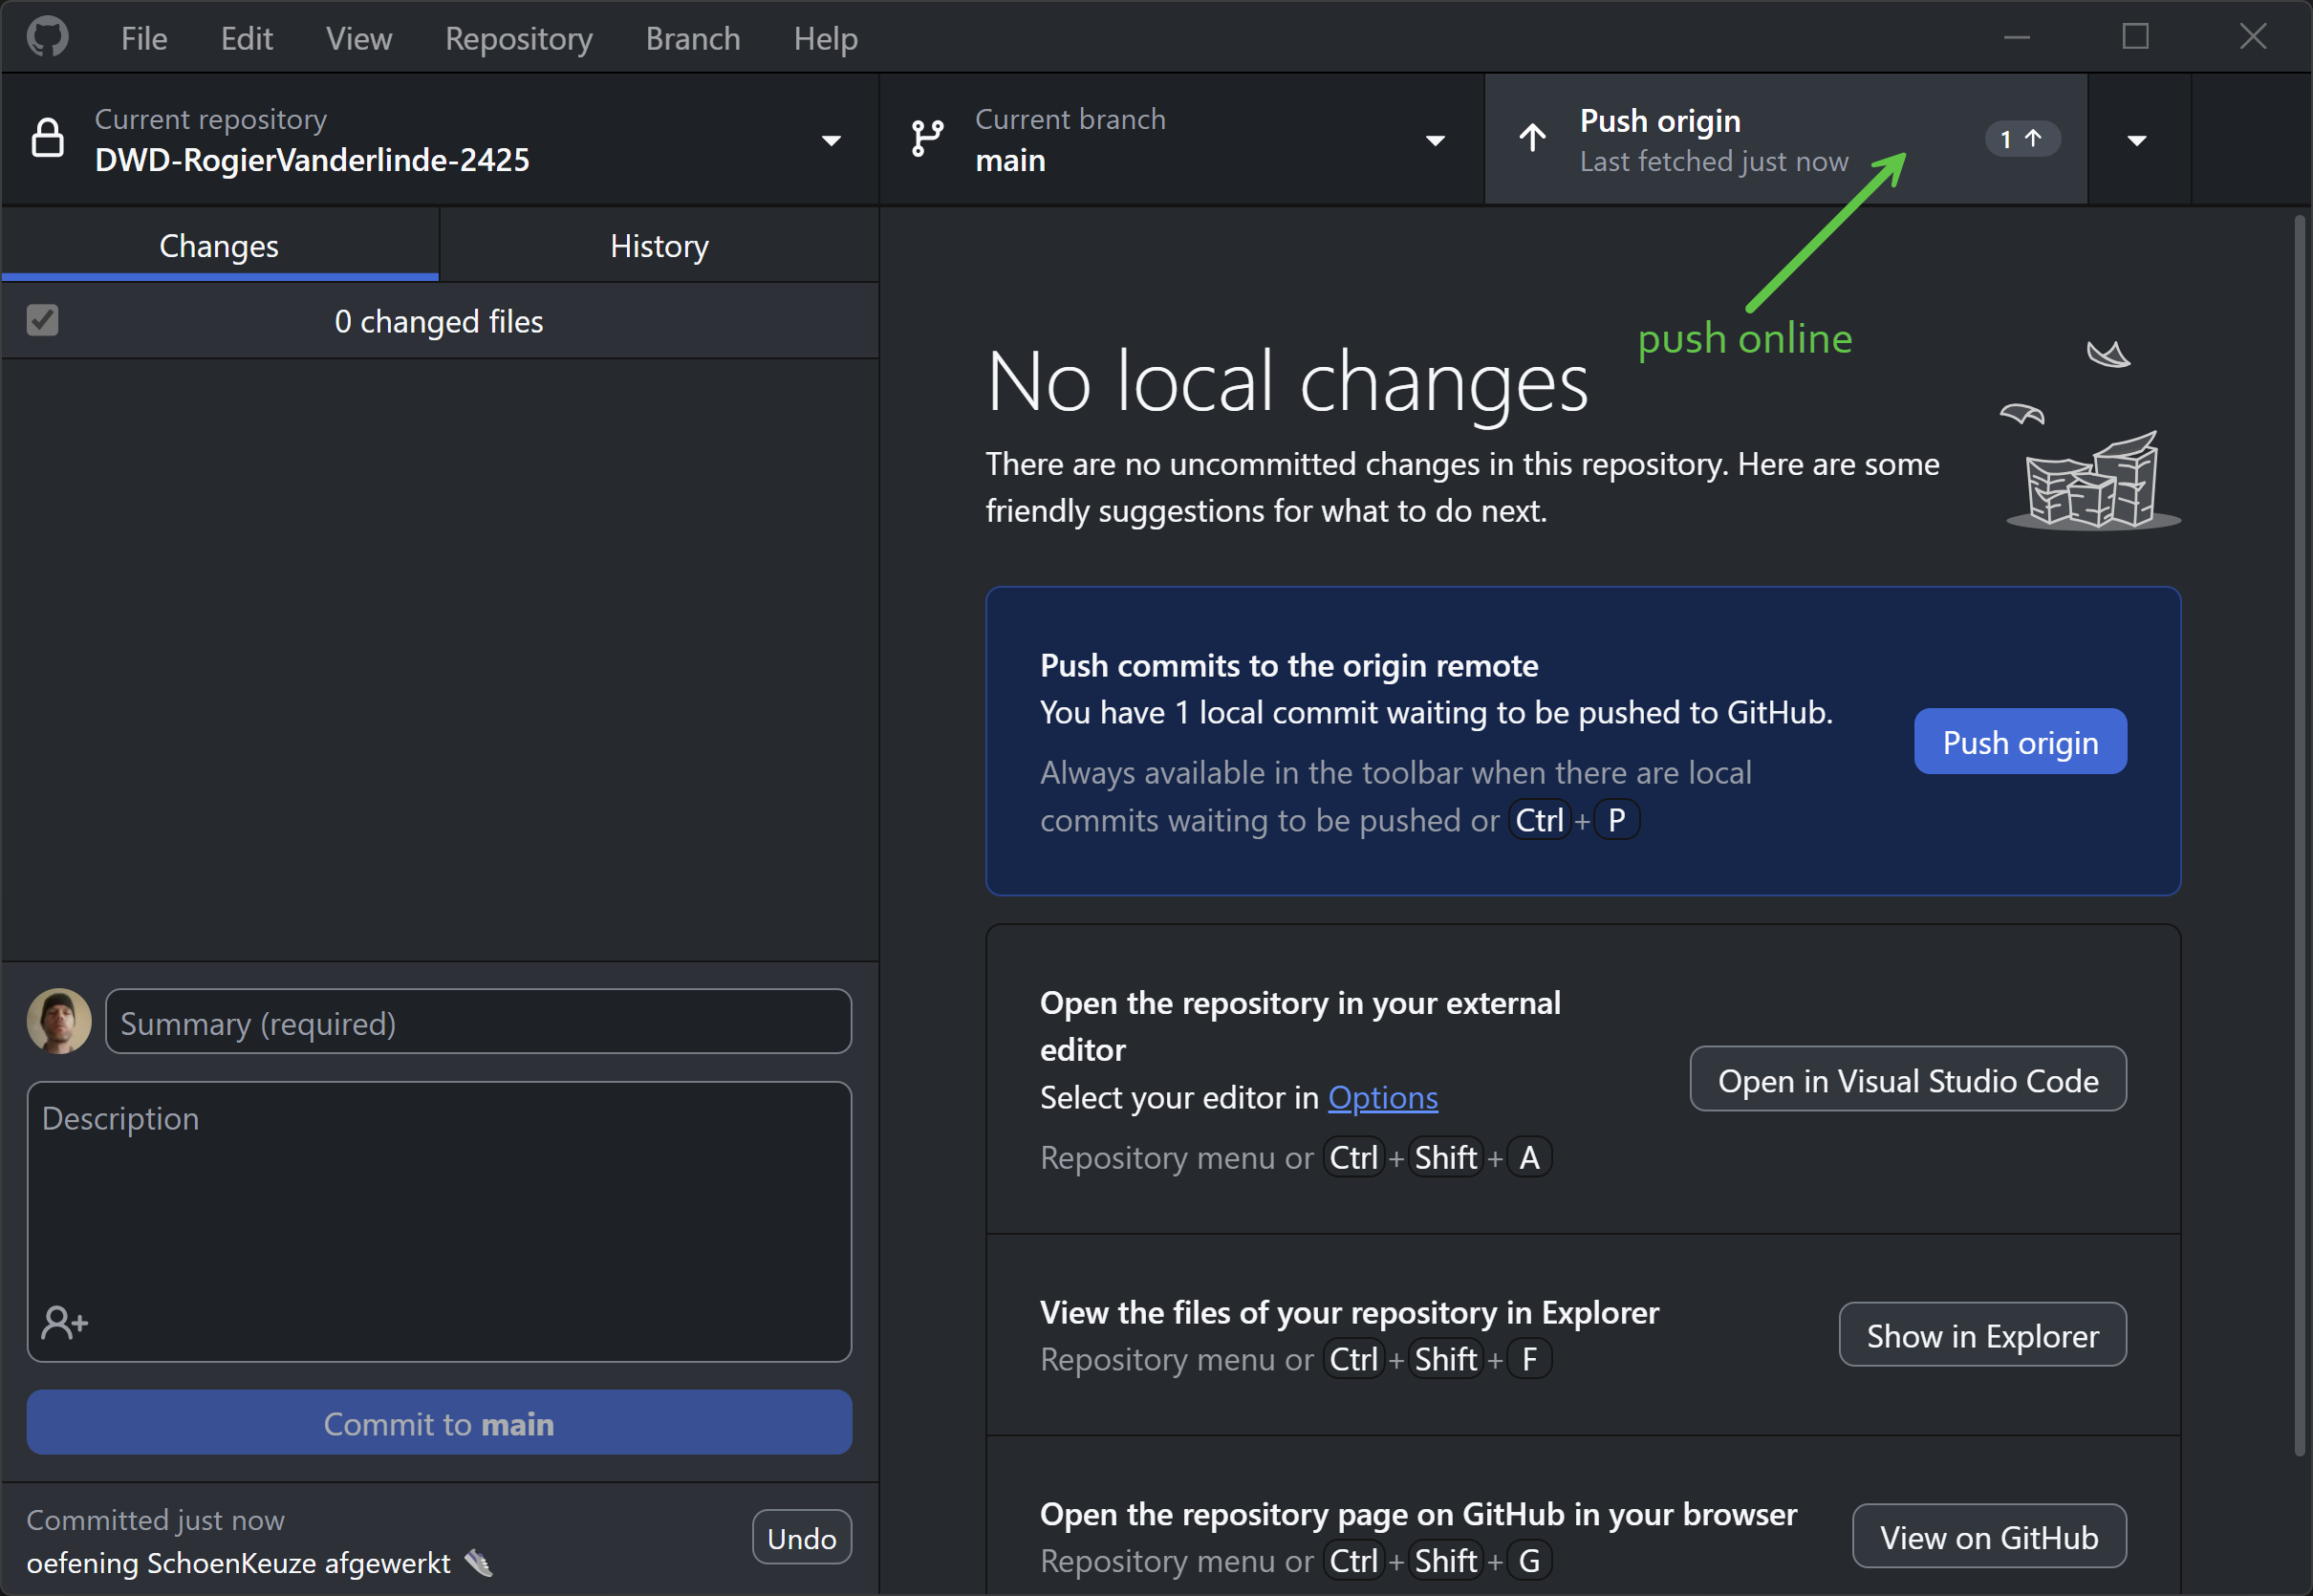 File Edit View Repository Branch Help
Current repository
DWD-RogierVanderlinde-2425
Current branch
main
Push origin
Last fetched just now
1
Changes
History
0 changed files
push online
No local changes
There are no uncommitted changes in this repository. Here are some
friendly suggestions for what to do next.
Push commits to the origin remote
You have 1 local commit waiting to be pushed to GitHub.
Always available in the toolbar when there are local
commits waiting to be pushed or Ctrl + P
Push origin
Open the repository in your external
editor
Select your editor in Options
Repository menu or Ctrl + Shift + A
Open in Visual Studio Code
View the files of your repository in Explorer
Repository menu or Ctrl + Shift + F
Show in Explorer
Open the repository page on GitHub in your browser
Repository menu or Ctrl + Shift + G
View on GitHub
Summary (required)
Description
Commit to main
Committed just now
oefening SchoenKeuze afgewerkt 👟
Undo